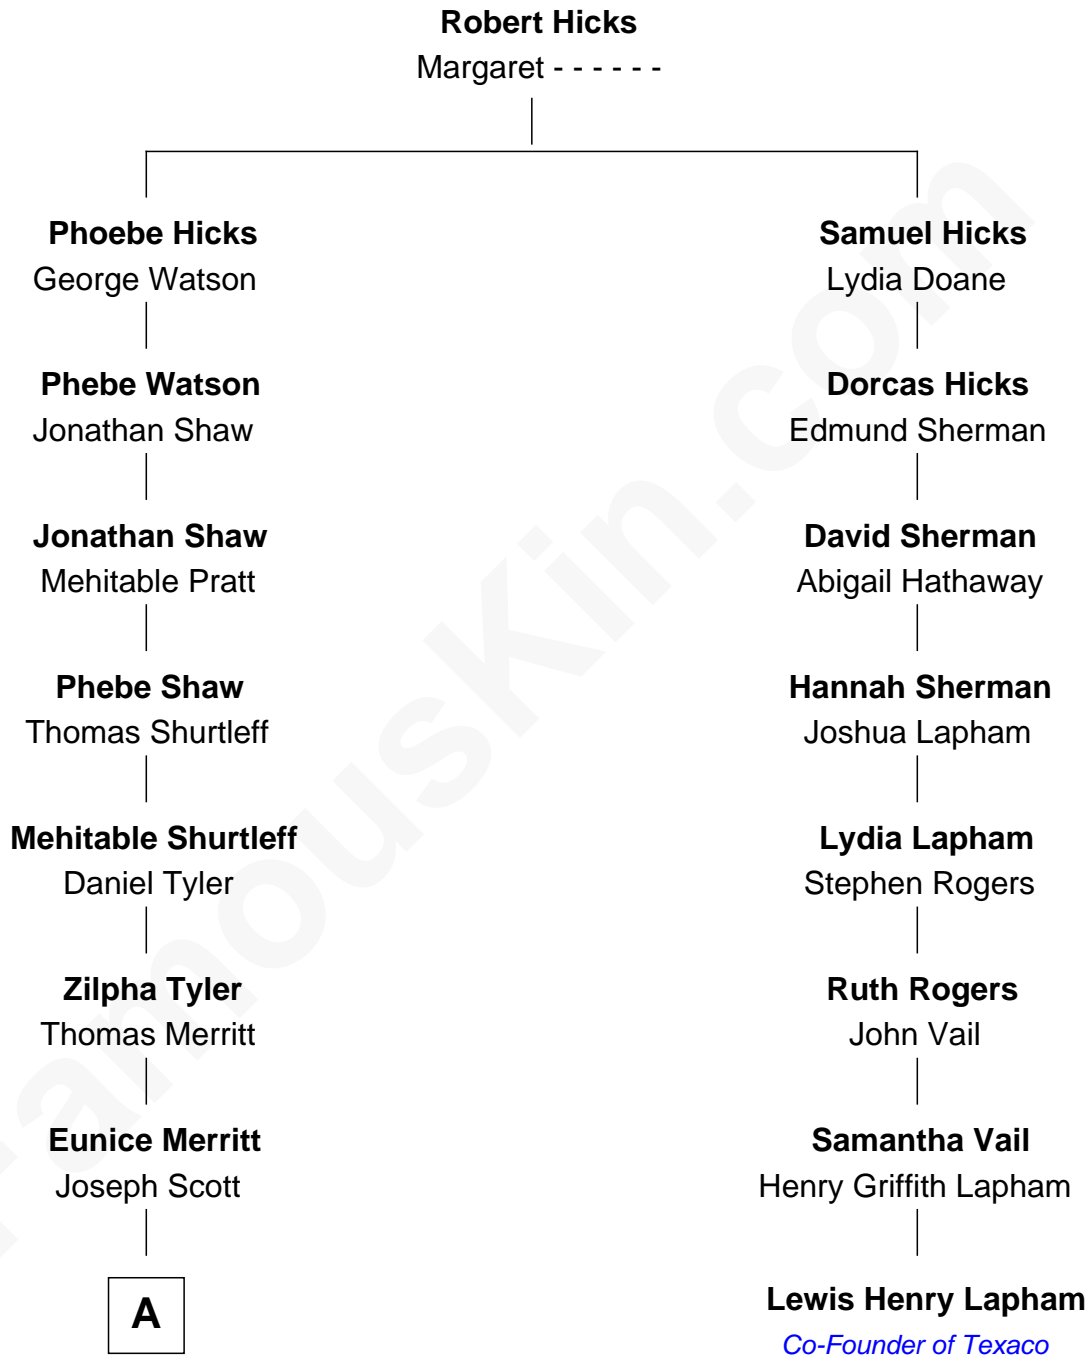 Robert Hicks
Margaret - - - - - -
Phoebe Hicks
George Watson
Phebe Watson
Jonathan Shaw
Jonathan Shaw
Mehitable Pratt
Phebe Shaw
Thomas Shurtleff
Mehitable Shurtleff
Daniel Tyler
Zilpha Tyler
Thomas Merritt
Eunice Merritt
Joseph Scott
A
Samuel Hicks
Lydia Doane
Dorcas Hicks
Edmund Sherman
David Sherman
Abigail Hathaway
Hannah Sherman
Joshua Lapham
Lydia Lapham
Stephen Rogers
Ruth Rogers
John Vail
Samantha Vail
Henry Griffith Lapham
Lewis Henry Lapham
Co-Founder of Texaco
FamousKin.com